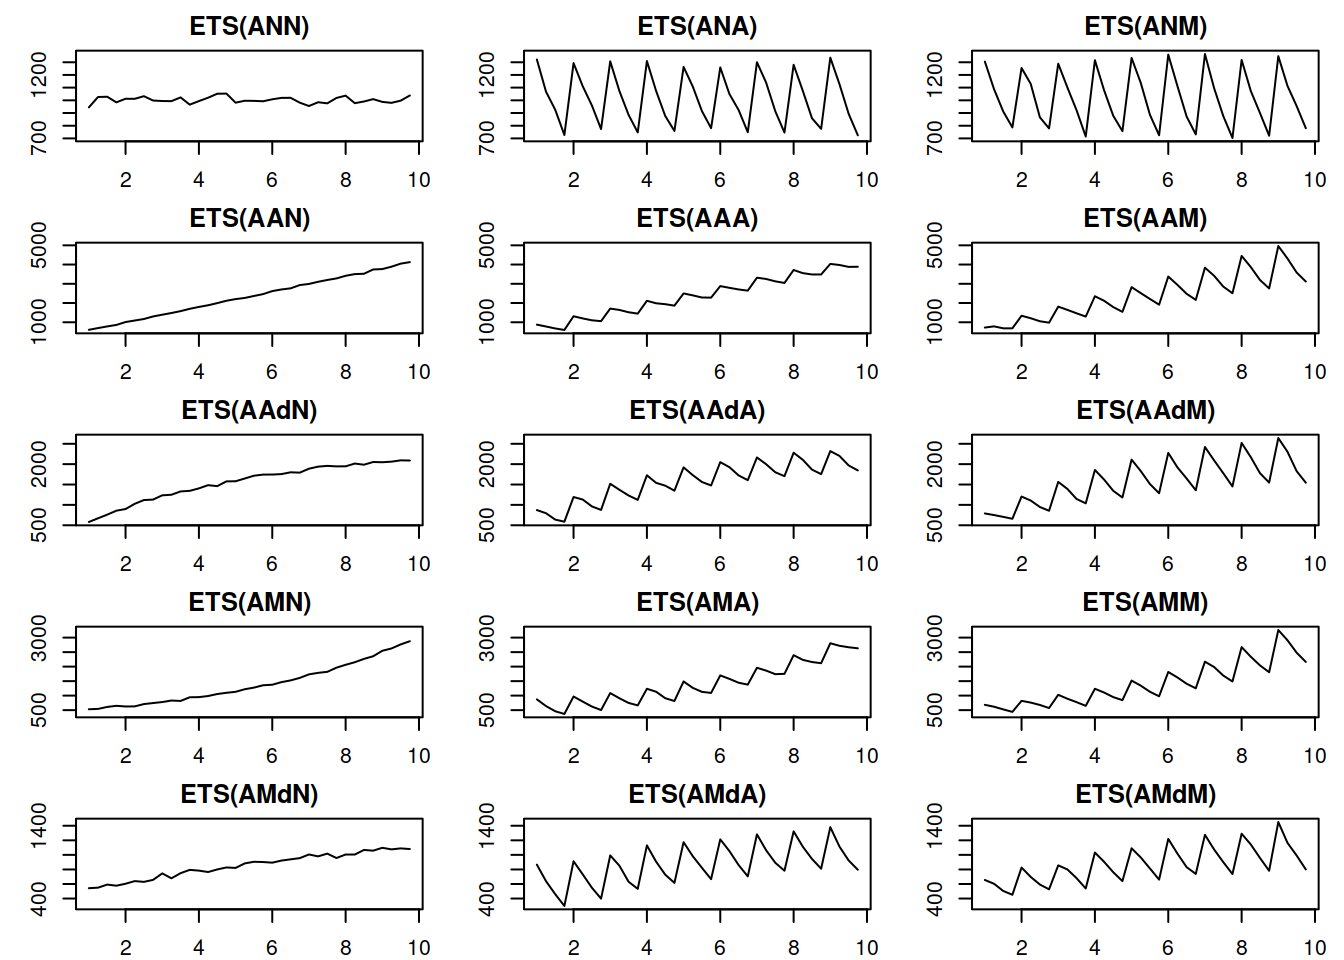 ETS(ANN) ETS(ANA) ETS(ANM)
1200 1200 1200
700 700 700
2 4 6 8 10 2 4 6 8 10 2 4 6 8 10
ETS(AAN) ETS(AAA) ETS(AAM)
5000 5000 5000
1000 1000 1000
2 4 6 8 10 2 4 6 8 10 2 4 6 8 10
ETS(AAdN) ETS(AAdA) ETS(AAdM)
2000 2000 2000
500 500 500
2 4 6 8 10 2 4 6 8 10 2 4 6 8 10
ETS(AMN) ETS(AMA) ETS(AMM)
3000 3000 3000
500 500 500
2 4 6 8 10 2 4 6 8 10 2 4 6 8 10
ETS(AMdN) ETS(AMdA) ETS(AMdM)
1400 1400 1400
400 400 400
2 4 6 8 10 2 4 6 8 10 2 4 6 8 10